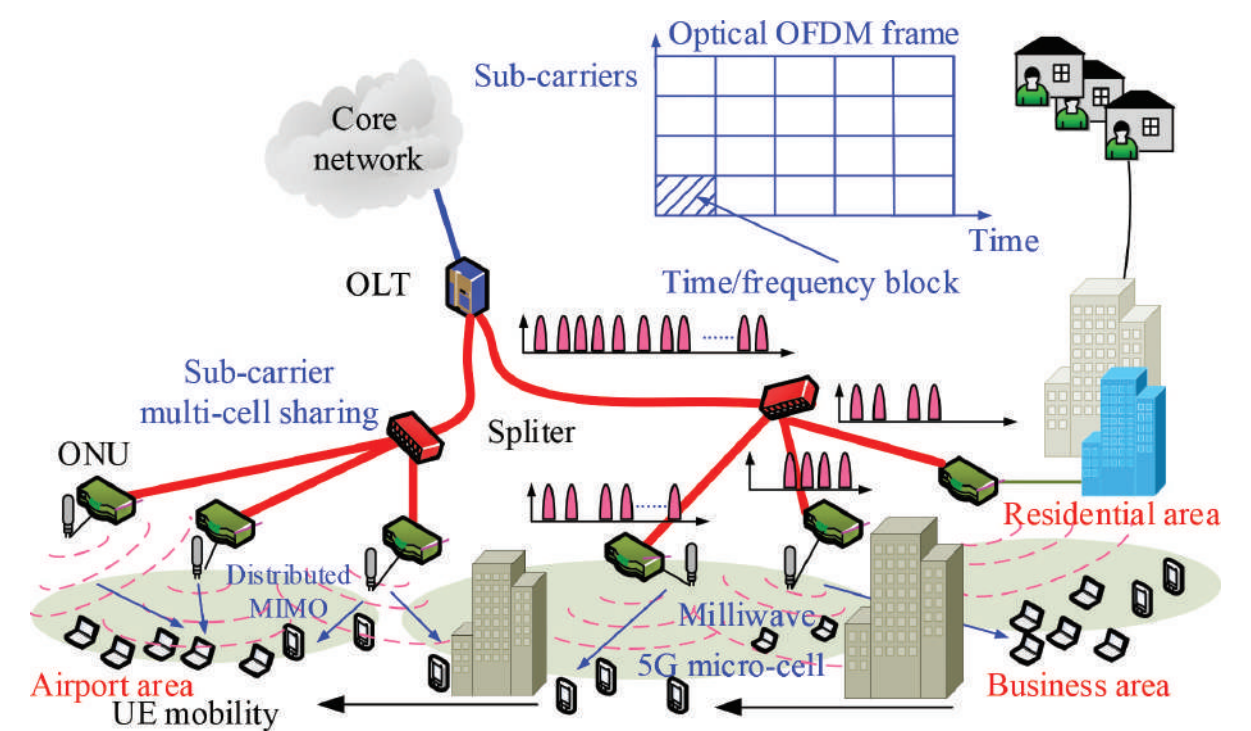 Optical OFDM frame
Sub-carriers
Core
network
Time
OLT
Time/frequency block
Sub-carrier
multi-cell sharing
Spliter
ONU
Residential area
Distributed
MIMO
Milliwave
5G micro-cell
Airport area
Business area
UE mobility